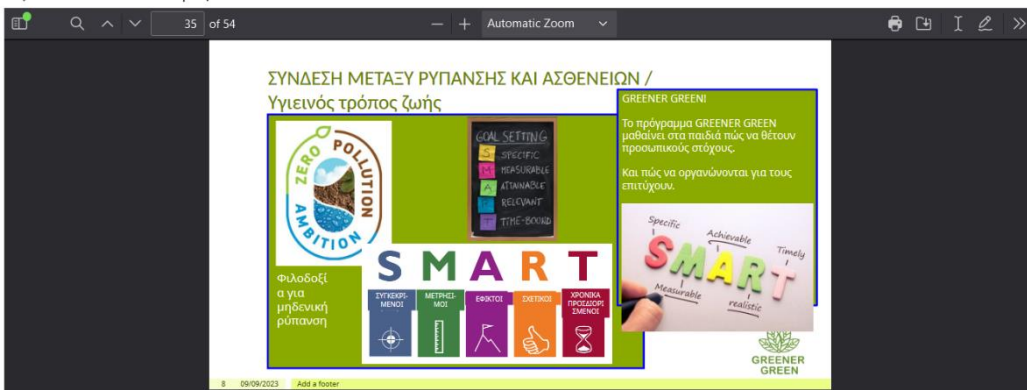 35 of 54
Automatic Zoom
ΣΥΝΔΕΣΗ ΜΕΤΑΞΥ ΡΥΠΑΝΣΗΣ ΚΑΙ ΑΣΘΕΝΕΙΩΝ /
Υγιεινός τρόπος ζωής
ZERO POLLUTION
AMBITION
Φιλοδοξί
α για
μηδενική
ρύπανση
GOAL SETTING
S SPECIFIC
M MEASURABLE
A ATTAINABLE
R RELEVANT
T TIME-BOUND
S M A R T
ΣΥΓΚΕΚΡΙ-
ΜΕΝΟΙ
ΜΕΤΡΗΣΙ-
ΜΟΙ
ΕΦΙΚΤΟΙ
ΣΧΕΤΙΚΟΙ
ΧΡΟΝΙΚΑ
ΠΡΟΣΔΙΟΡΙ
ΣΜΕΝΟΙ
GREENER GREEN!
Το πρόγραμμα GREENER GREEN
μαθαίνει στα παιδιά πώς να θέτουν
προσωπικούς στόχους.
Και πώς να οργανώνονται για τους
επιτύχουν.
Specific
Achievable
Timely
SMART
Measurable
realistic
GREENER
GREEN
8 09/09/2023 Add a footer